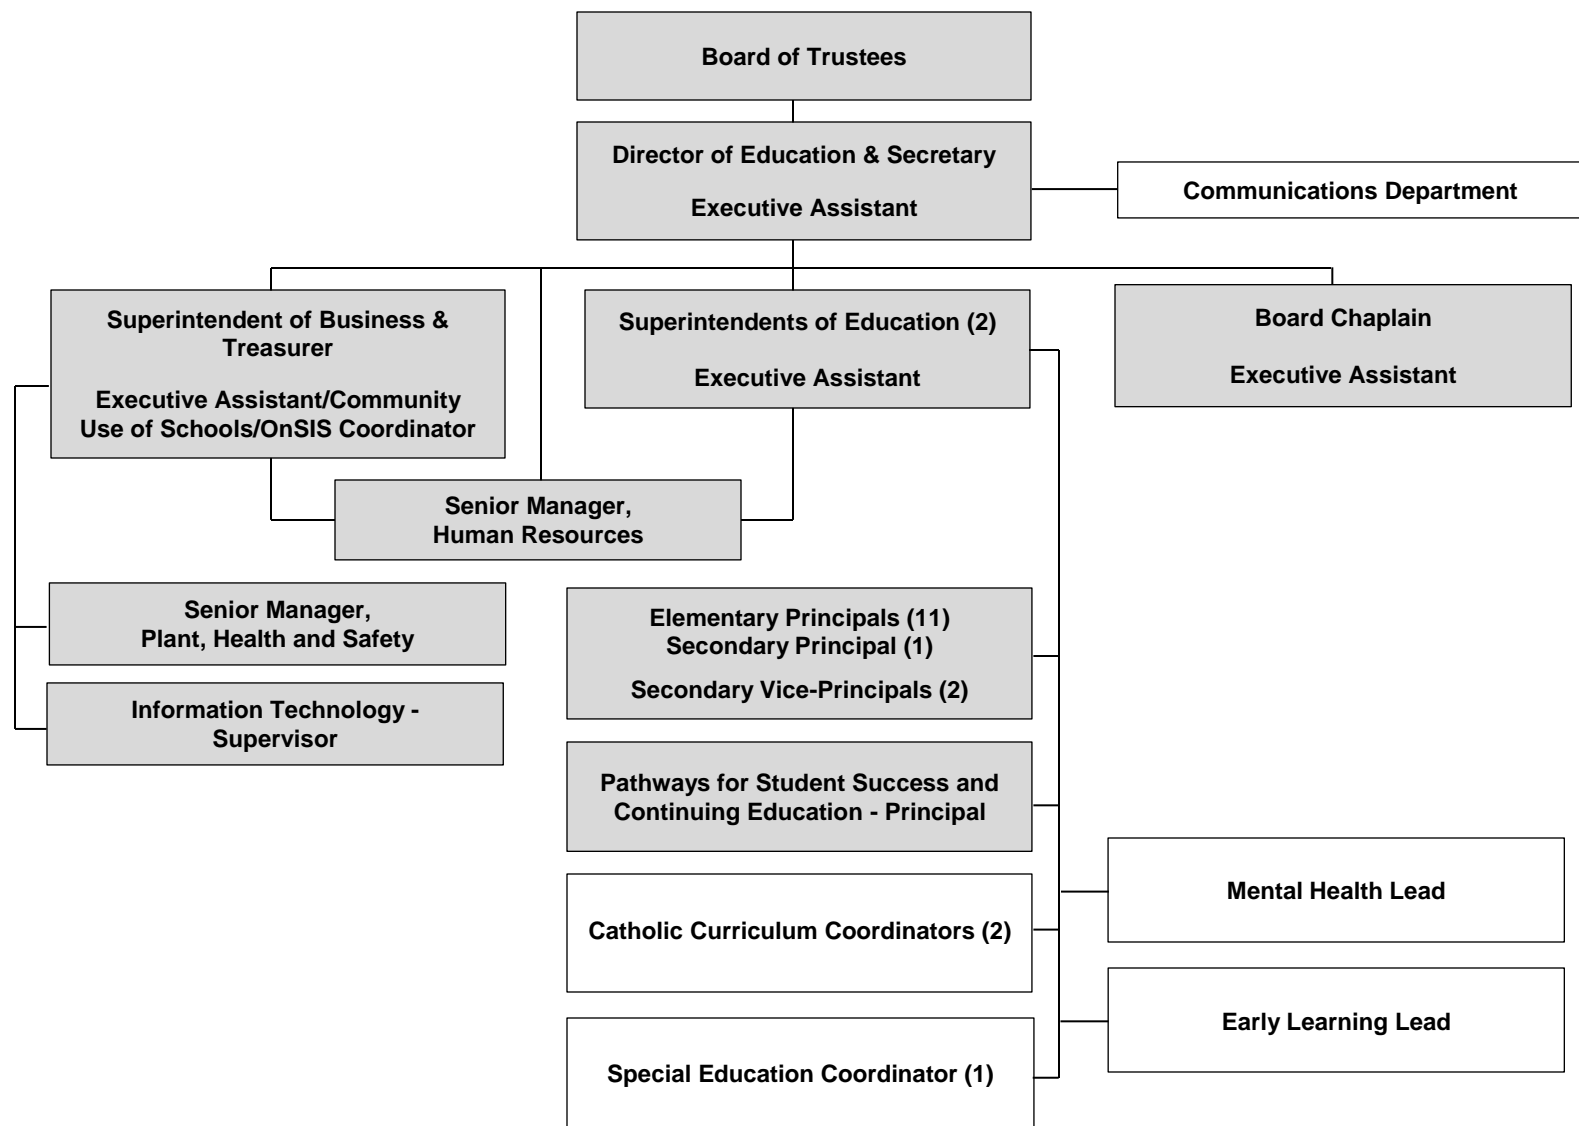 Board of Trustees
Director of Education & Secretary
Executive Assistant
Communications Department
Superintendent of Business &
Treasurer
Executive Assistant/Community
Use of Schools/OnSIS Coordinator
Superintendents of Education (2)
Executive Assistant
Board Chaplain
Executive Assistant
Senior Manager,
Human Resources
Senior Manager,
Plant, Health and Safety
Information Technology -
Supervisor
Elementary Principals (11)
Secondary Principal (1)
Secondary Vice-Principals (2)
Pathways for Student Success and
Continuing Education - Principal
Catholic Curriculum Coordinators (2)
Special Education Coordinator (1)
Mental Health Lead
Early Learning Lead